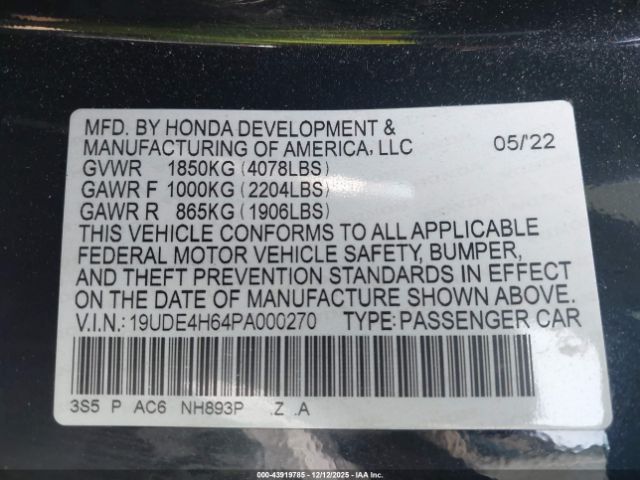 MFD. BY HONDA DEVELOPMENT &
MANUFACTURING OF AMERICA, LLC 05/'22
GVWR 1850KG (4078LBS)
GAWR F 1000KG (2204LBS)
GAWR R 865KG (1906LBS)
THIS VEHICLE CONFORMS TO ALL APPLICABLE
FEDERAL MOTOR VEHICLE SAFETY, BUMPER,
AND THEFT PREVENTION STANDARDS IN EFFECT
ON THE DATE OF MANUFACTURE SHOWN ABOVE.
V.I.N.: 19UDE4H64PA000270 TYPE: PASSENGER CAR
3S5 P AC6 NH893P .Z .A
000-43919785 - 12/12/2025 - IAAI.CA